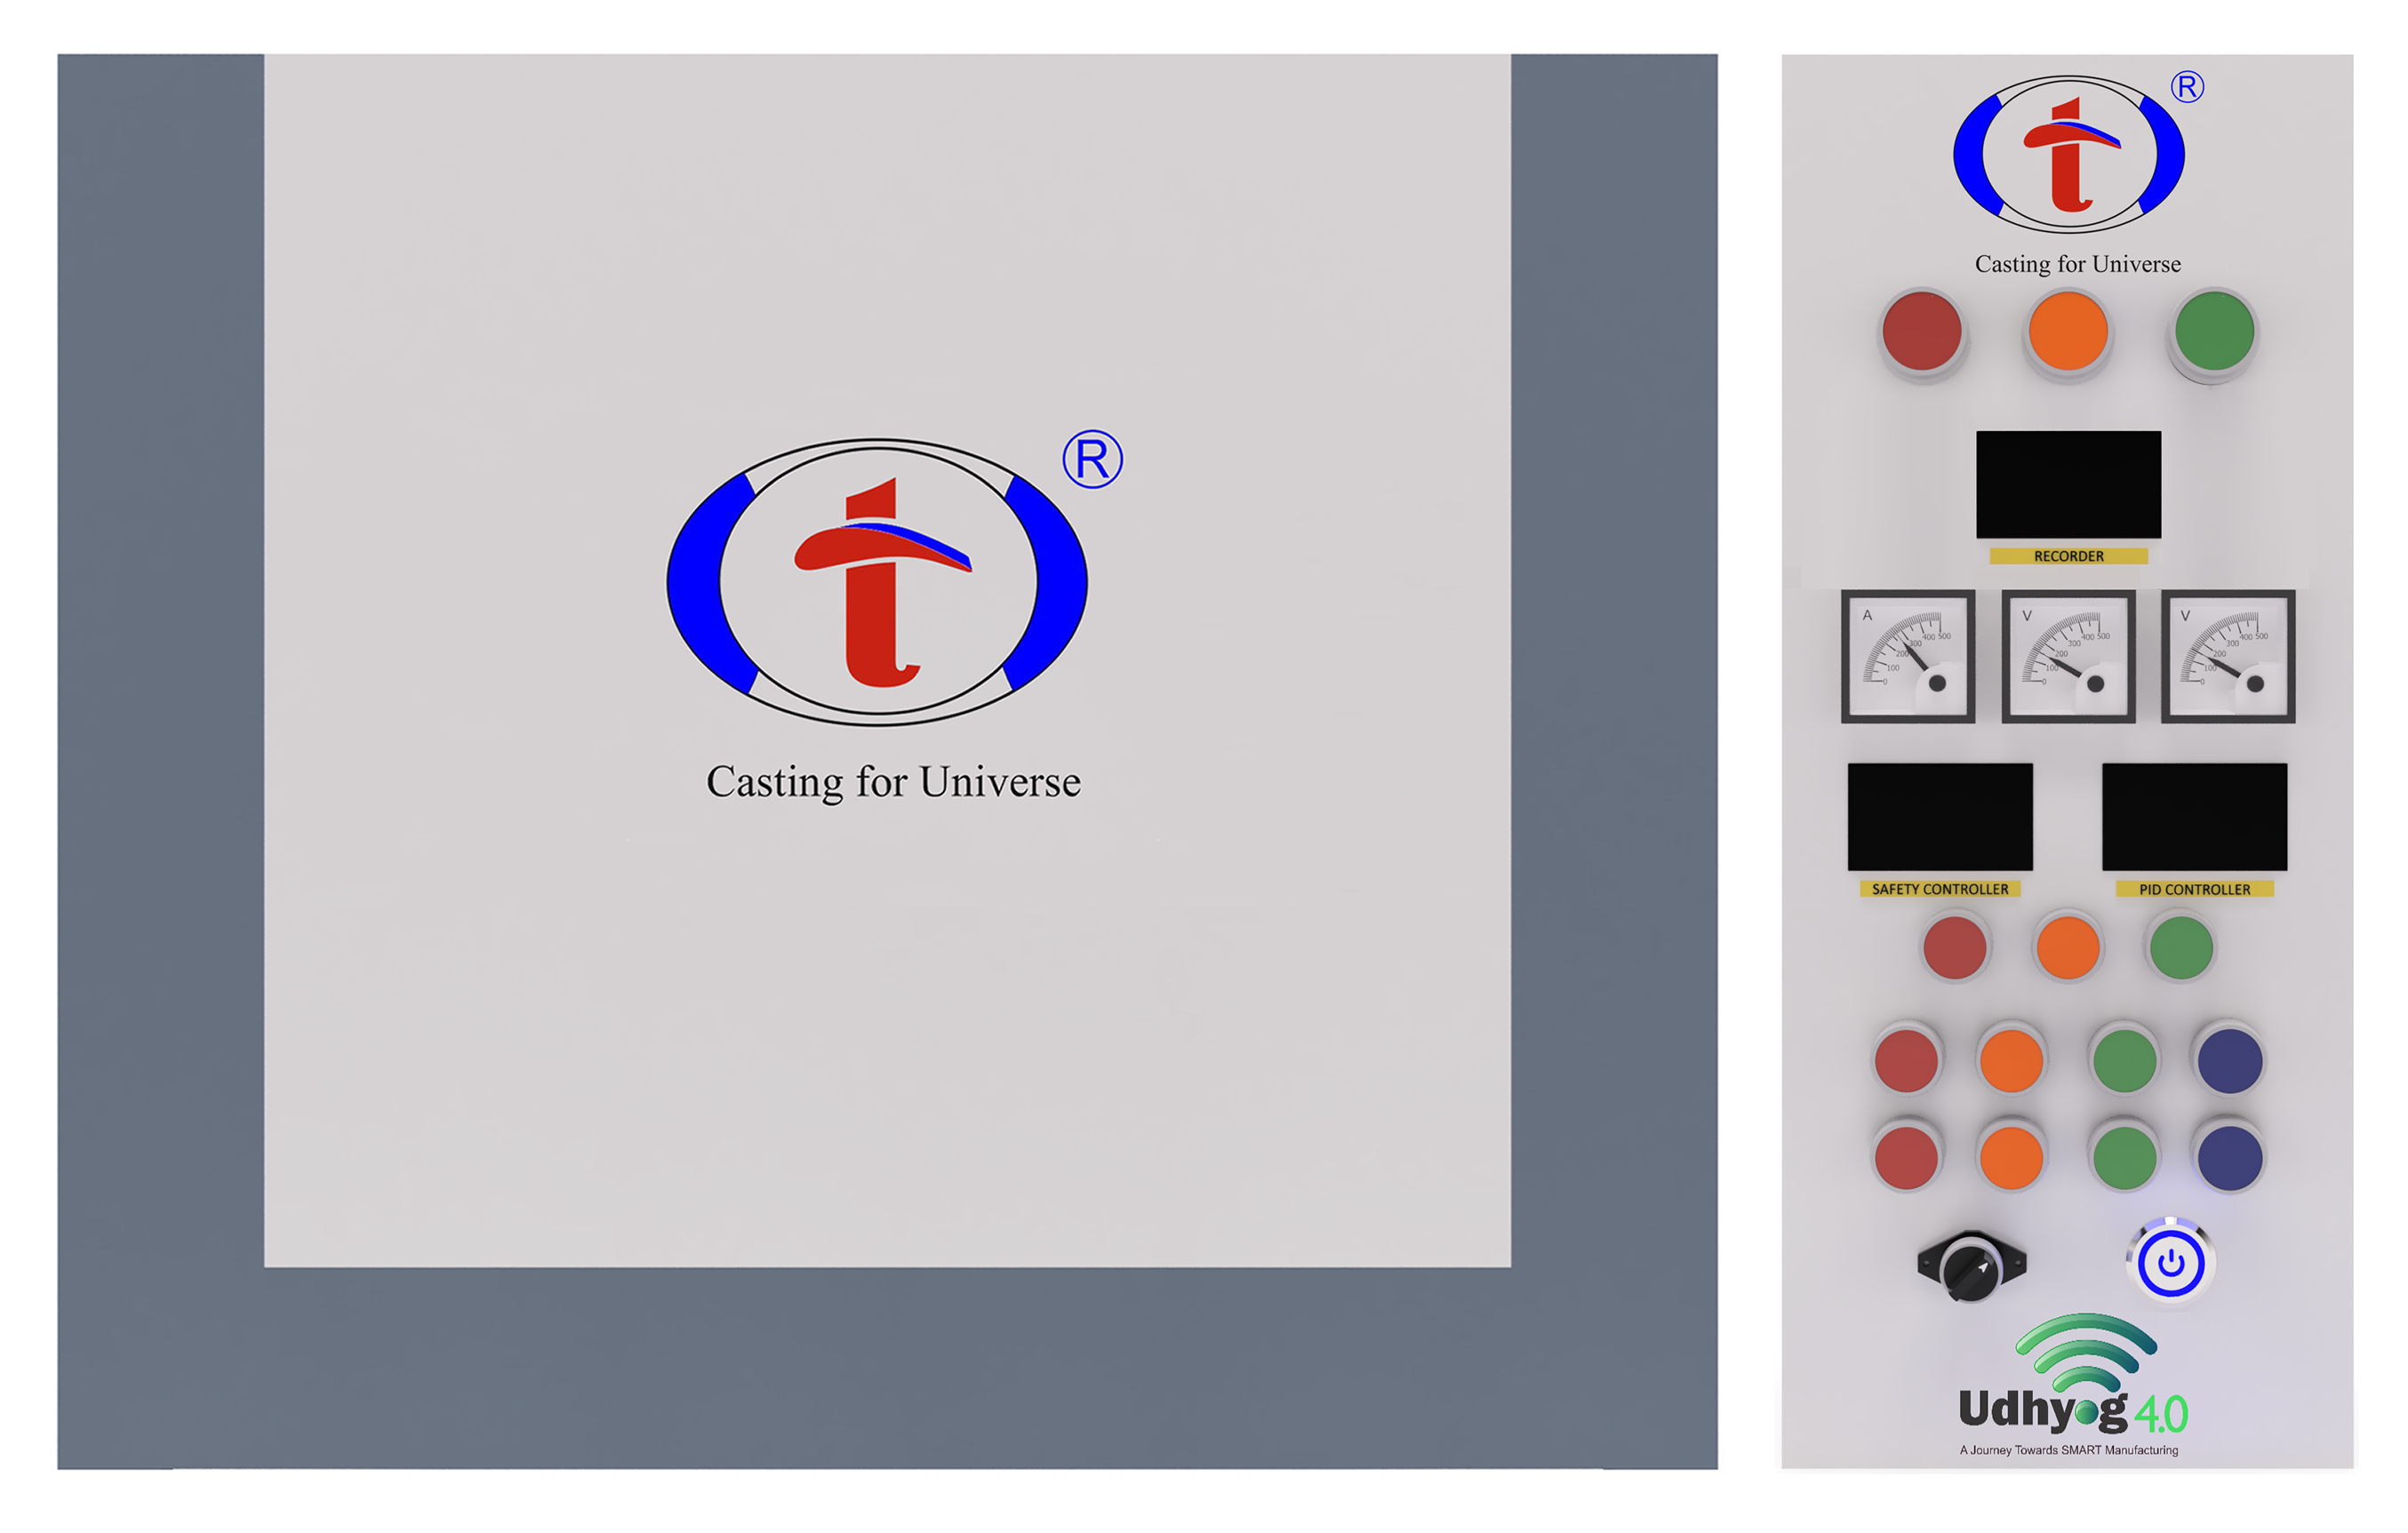 ®
Casting for Universe
®
Casting for Universe
RECORDER
A
0 100 200 300 400 500
V
0 100 200 300 400 500
V
0 100 200 300 400 500
SAFETY CONTROLLER
PID CONTROLLER
Udhyog 4.0
A Journey Towards SMART Manufacturing